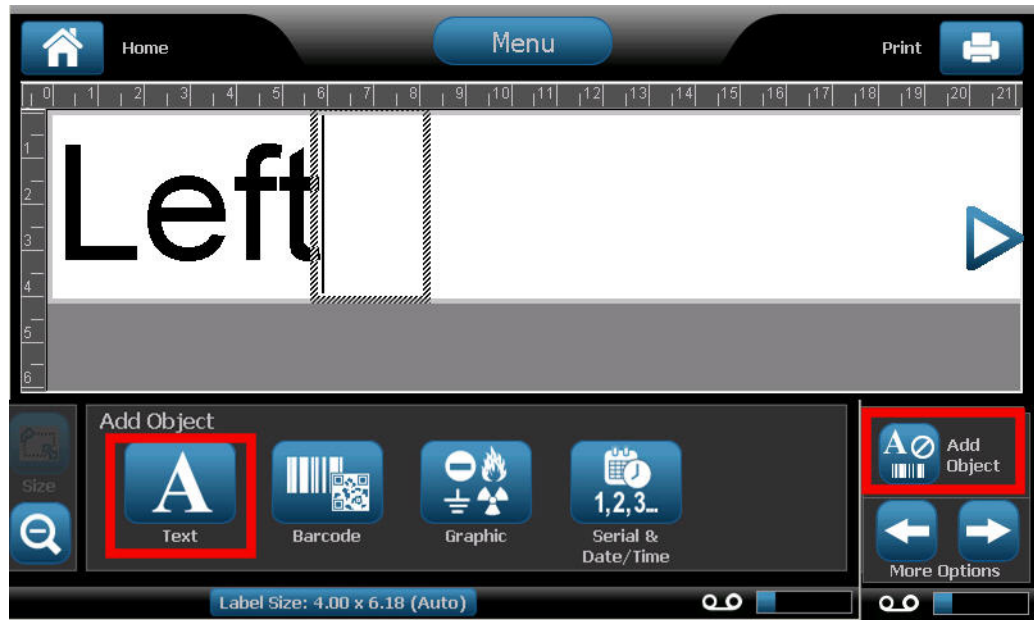 Home
Menu
Print
0 1 2 3 4 5 6 7 8 9 10 11 12 13 14 15 16 17 18 19 20 21
1
2
3
4
5
6
Left
Add Object
Size
A
Text
Barcode
Graphic
1,2,3...
Serial &
Date/Time
A
Add
Object
More Options
Label Size: 4.00 x 6.18 (Auto)